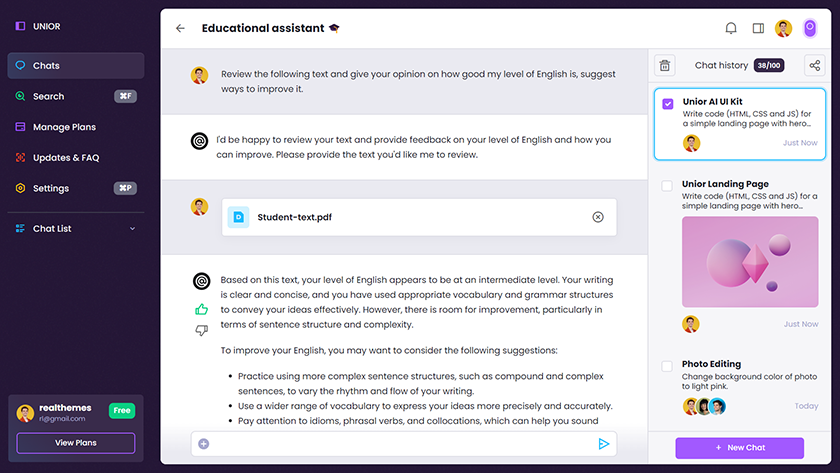 UNIOR
Chats
Search
⌘F
Manage Plans
Updates & FAQ
Settings
⌘P
Chat List
realthemes
rl@gmail.com
Free
View Plans
Educational assistant
Review the following text and give your opinion on how good my level of English is, suggest
ways to improve it.
I'd be happy to review your text and provide feedback on your level of English and how you
can improve. Please provide the text you'd like me to review.
Student-text.pdf
Based on this text, your level of English appears to be at an intermediate level. Your writing
is clear and concise, and you have used appropriate vocabulary and grammar structures
to convey your ideas effectively. However, there is room for improvement, particularly in
terms of sentence structure and complexity.
To improve your English, you may want to consider the following suggestions:
• Practice using more complex sentence structures, such as compound and complex
sentences, to vary the rhythm and flow of your writing.
• Use a wider range of vocabulary to express your ideas more precisely and accurately.
• Pay attention to idioms, phrasal verbs, and collocations, which can help you sound
Chat history 38/100
Unior AI UI Kit
Write code (HTML, CSS and JS) for
a simple landing page with hero...
Just Now
Unior Landing Page
Write code (HTML, CSS and JS) for a
simple landing page with hero...
Just Now
Photo Editing
Change background color of photo
to light pink.
Today
+ New Chat